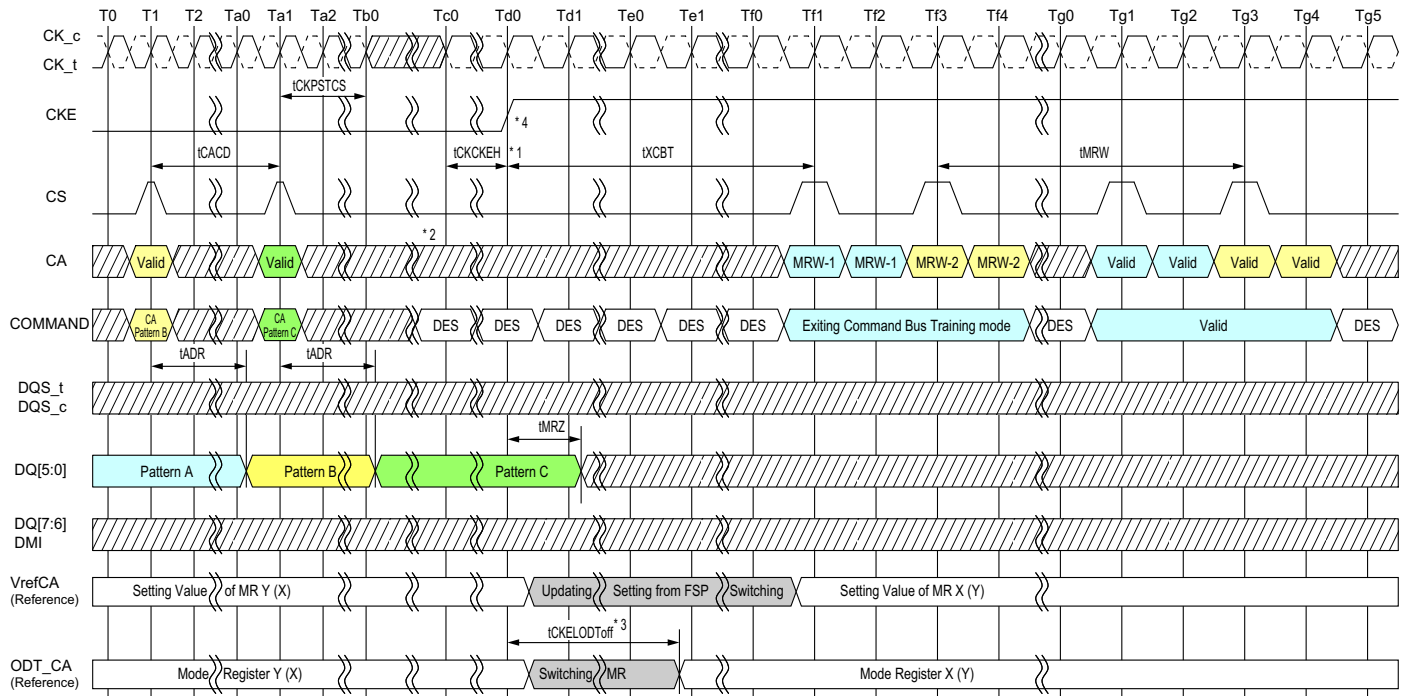 T0 T1 T2 Ta0 Ta1 Ta2 Tb0 Tc0 Td0 Td1 Te0 Te1 Tf0 Tf1 Tf2 Tf3 Tf4 Tg0 Tg1 Tg2 Tg3 Tg4 Tg5
CK_c
CK_t
tCKPSTCS
CKE
* 4
tCACD tCKCKEH * 1 tXCBT tMRW
CS
* 2
CA Valid Valid MRW-1 MRW-1 MRW-2 MRW-2 Valid Valid Valid Valid
COMMAND CA Pattern B CA Pattern C DES DES DES DES DES DES Exiting Command Bus Training mode DES Valid DES
tADR tADR
DQS_t
DQS_c
tMRZ
DQ[5:0] Pattern A Pattern B Pattern C
DQ[7:6]
DMI
VrefCA
(Reference) Setting Value of MR Y (X) Updating Setting from FSP Switching Setting Value of MR X (Y)
tCKELODToff * 3
ODT_CA
(Reference) Mode Register Y (X) Switching MR Mode Register X (Y)